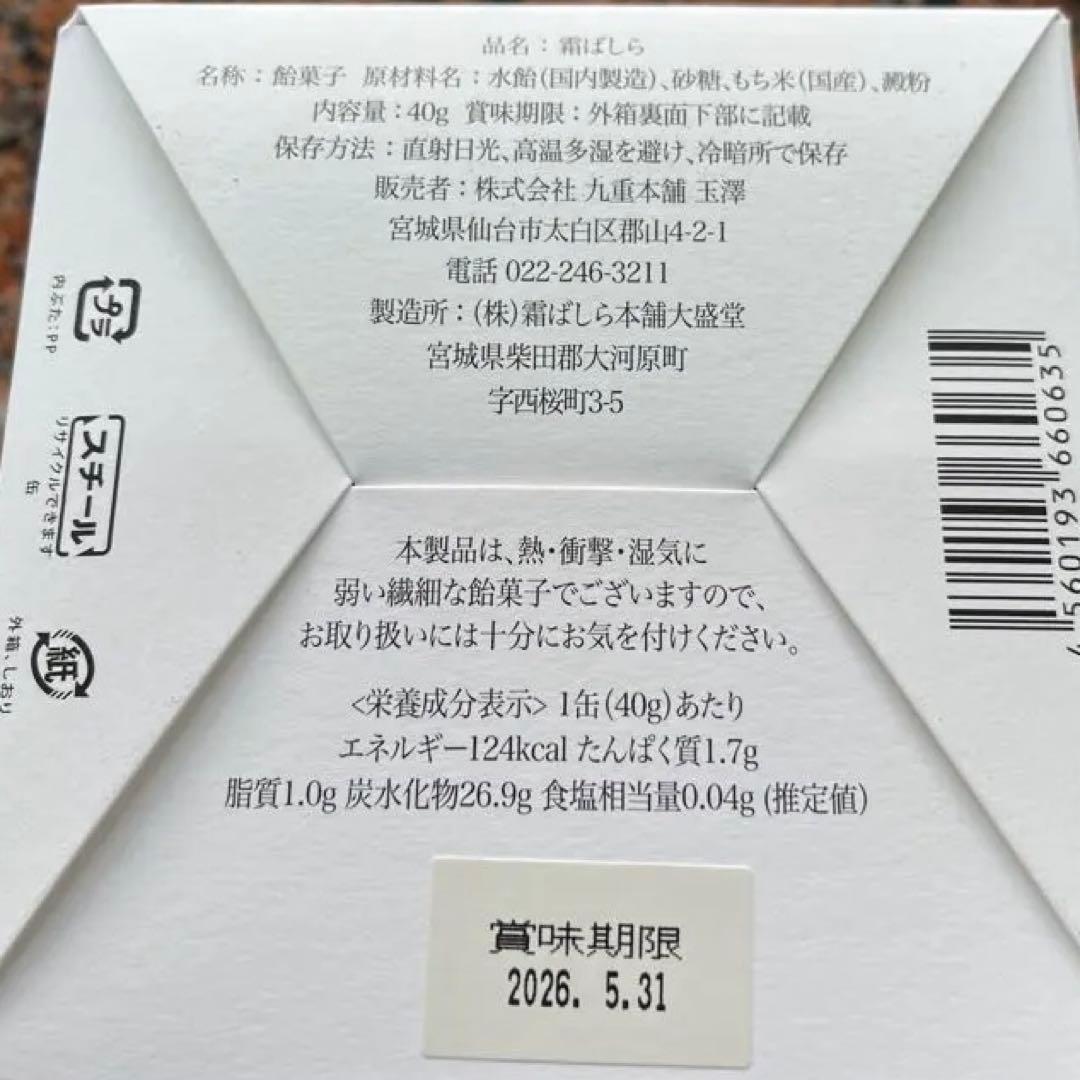 品名：霜ばしら
名称：飴菓子 原材料名：水飴(国内製造)、砂糖、もち米(国産)、澱粉
内容量：40g 賞味期限：外箱裏面下部に記載
保存方法：直射日光、高温多湿を避け、冷暗所で保存
販売者：株式会社 九重本舗 玉澤
宮城県仙台市太白区郡山4-2-1
電話 022-246-3211
製造所：(株)霜ばしら本舗大盛堂
宮城県柴田郡大河原町
字西桜町3-5
プラ
内ぶた：PP
スチール
リサイクルできます
缶
紙
外箱、しおり
4560193 660635
本製品は、熱・衝撃・湿気に
弱い繊細な飴菓子でございますので、
お取り扱いには十分にお気を付けください。
<栄養成分表示> 1缶(40g)あたり
エネルギー124kcal たんぱく質1.7g
脂質1.0g 炭水化物26.9g 食塩相当量0.04g (推定値)
賞味期限
2026. 5.31